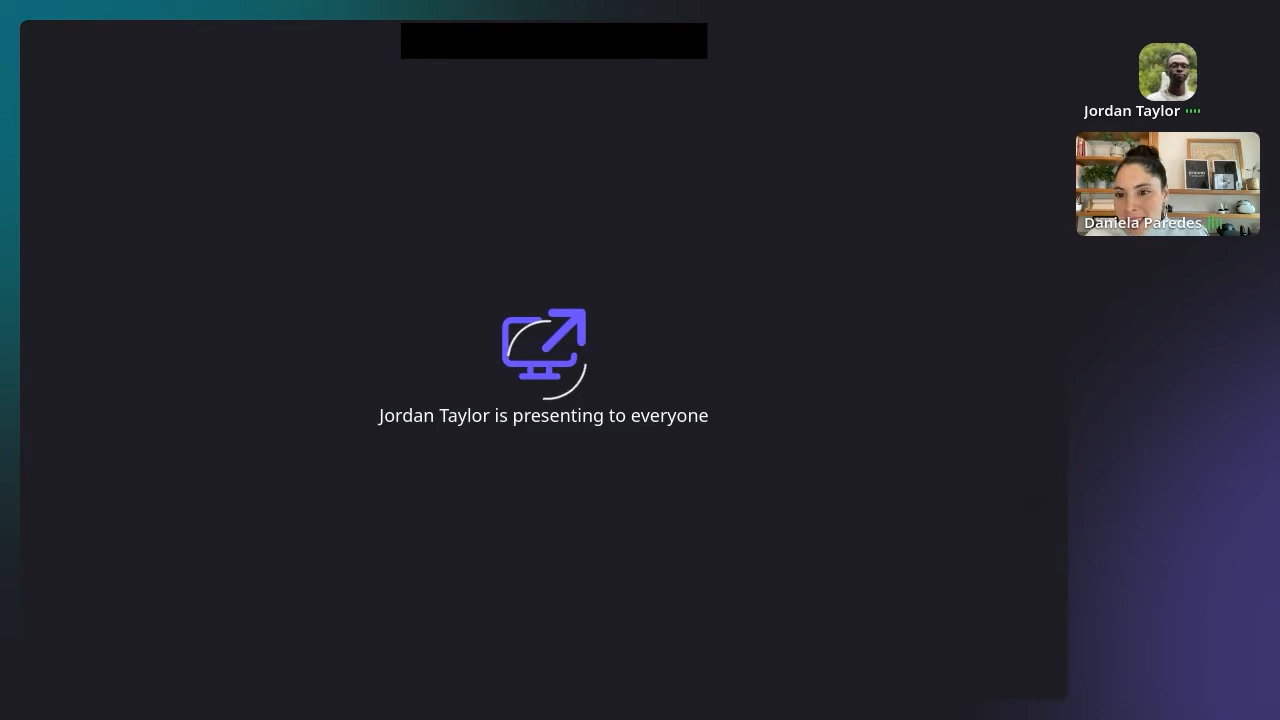 Jordan Taylor
Daniela Paredes
Jordan Taylor is presenting to everyone